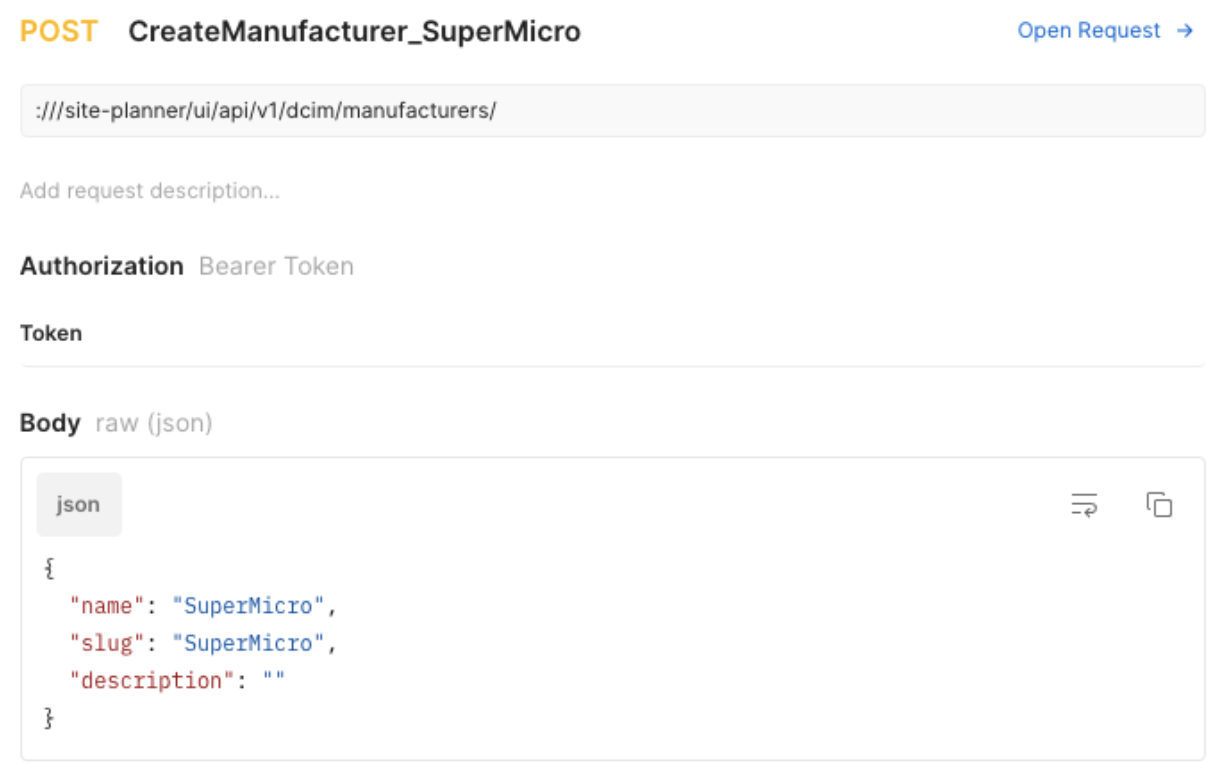 POST CreateManufacturer_SuperMicro Open Request →
:///site-planner/ui/api/v1/dcim/manufacturers/
Add request description...
Authorization Bearer Token
Token
Body raw (json)
json
{
"name": "SuperMicro",
"slug": "SuperMicro",
"description": ""
}